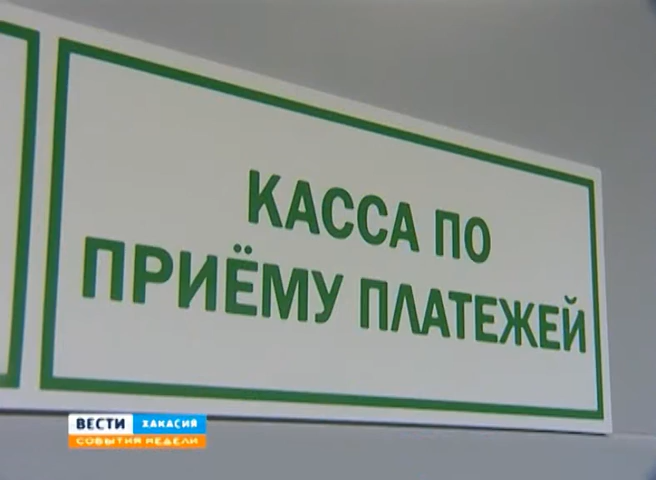 КАССА ПО
ПРИЁМУ ПЛАТЕЖЕЙ
ВЕСТИ ХАКАСИЯ
СОБЫТИЯ НЕДЕЛИ